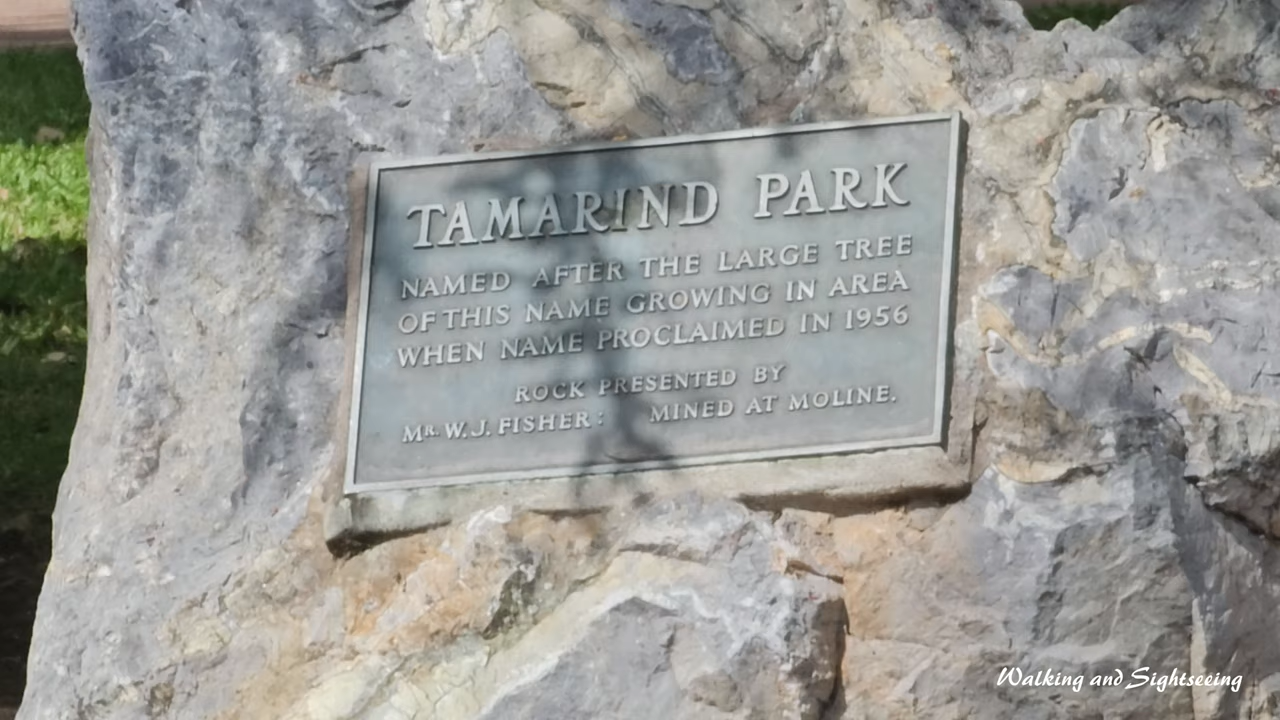 TAMARIND PARK
NAMED AFTER THE LARGE TREE
OF THIS NAME GROWING IN AREA
WHEN NAME PROCLAIMED IN 1956
ROCK PRESENTED BY
MR. W. J. FISHER: MINED AT MOLINE.
Walking and Sightseeing